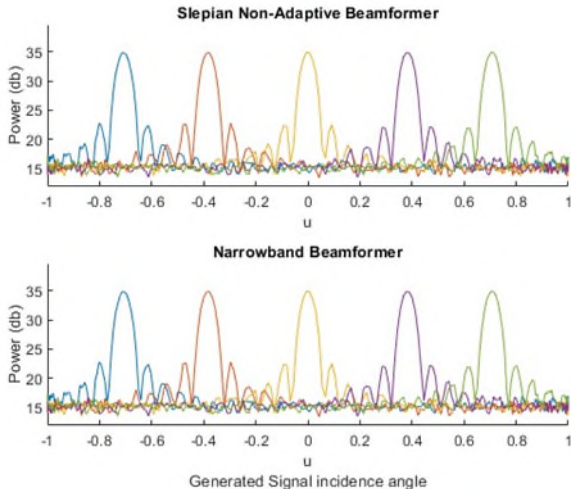 Slepian Non-Adaptive Beamformer
35
30
25
20
15
Power (db)
-1 -0.8 -0.6 -0.4 -0.2 0 0.2 0.4 0.6 0.8 1
u
Narrowband Beamformer
35
30
25
20
15
Power (db)
-1 -0.8 -0.6 -0.4 -0.2 0 0.2 0.4 0.6 0.8 1
u
Generated Signal incidence angle